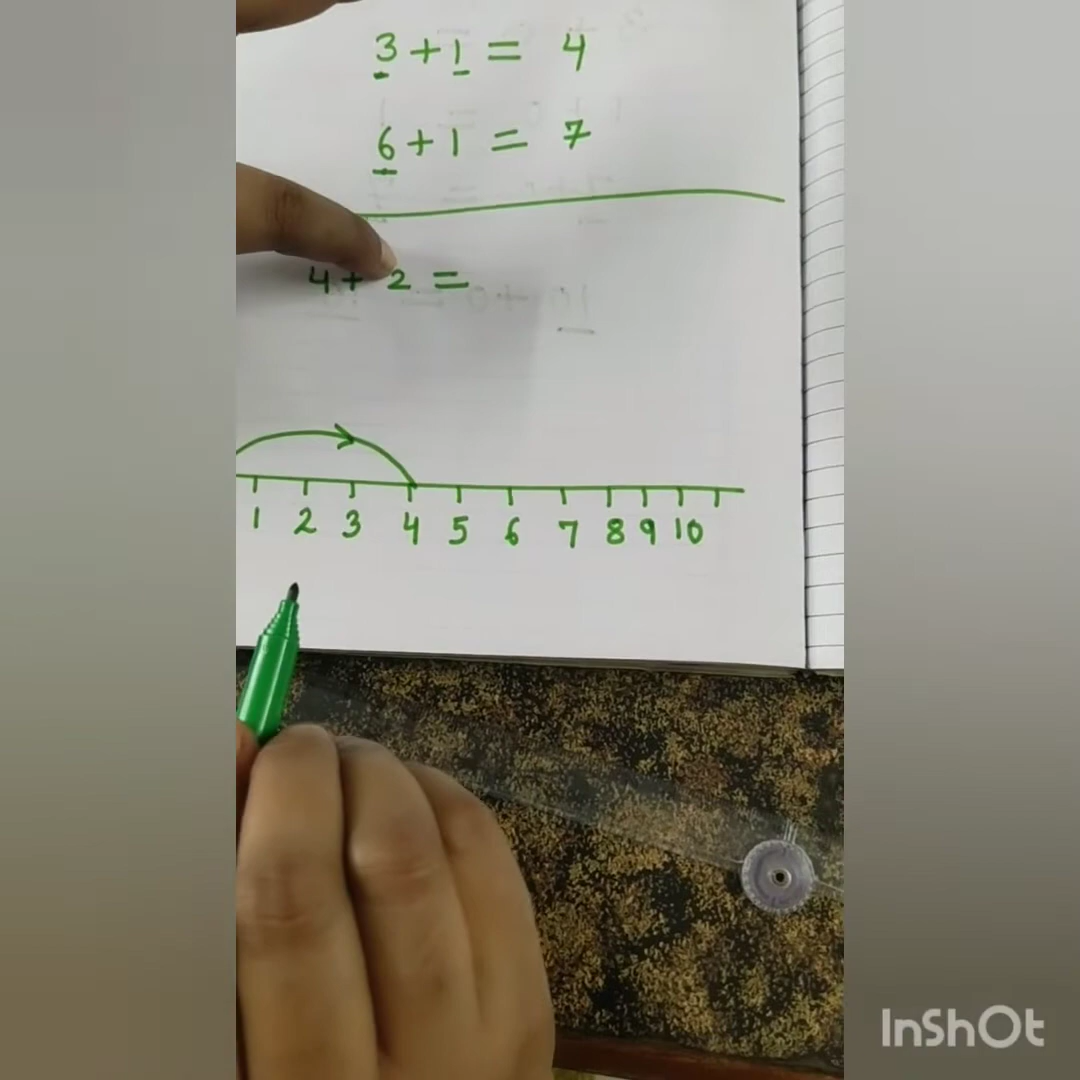 3 + 1 = 4
6 + 1 = 7
4 + 2 =
1 2 3 4 5 6 7 8 9 10
InShOt